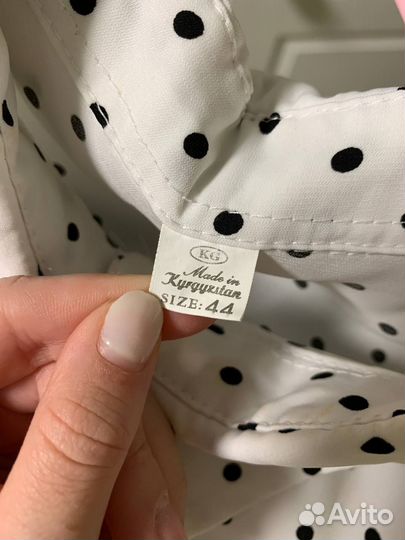 KG
Made in
Kyrgyzstan
SIZE: 44
Avito